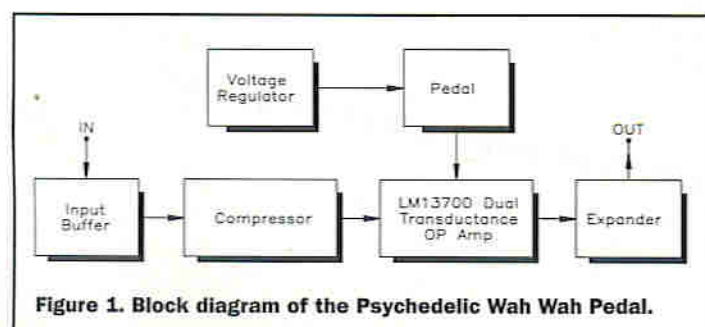 Voltage
Regulator
Pedal
IN
OUT
Input
Buffer
Compressor
LM13700 Dual
Transductance
OP Amp
Expander
Figure 1. Block diagram of the Psychedelic Wah Wah Pedal.